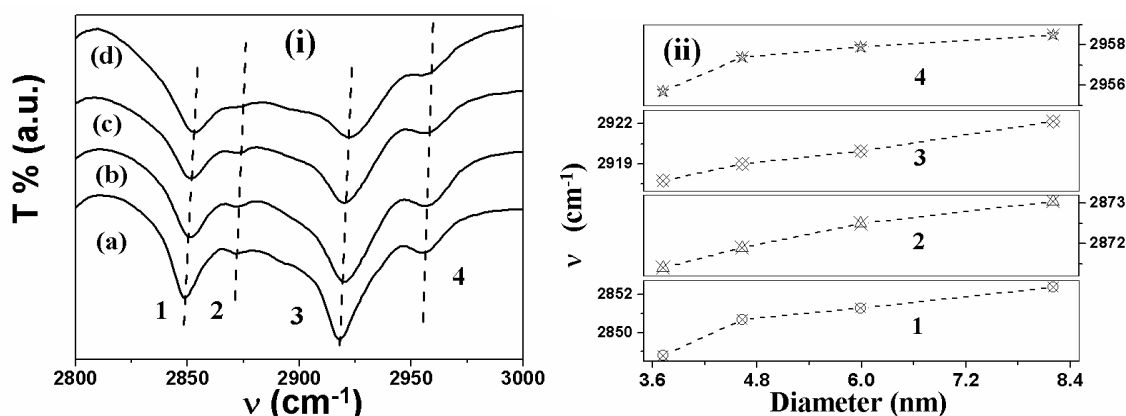 (i)
(d)
(c)
(b)
(a)
1
2
3
4
T % (a.u.)
2800 2850 2900 2950 3000
ν (cm⁻¹)
(ii)
4
2958
2956
2922
2919
3
2873
2872
2
2852
2850
1
ν (cm⁻¹)
3.6 4.8 6.0 7.2 8.4
Diameter (nm)